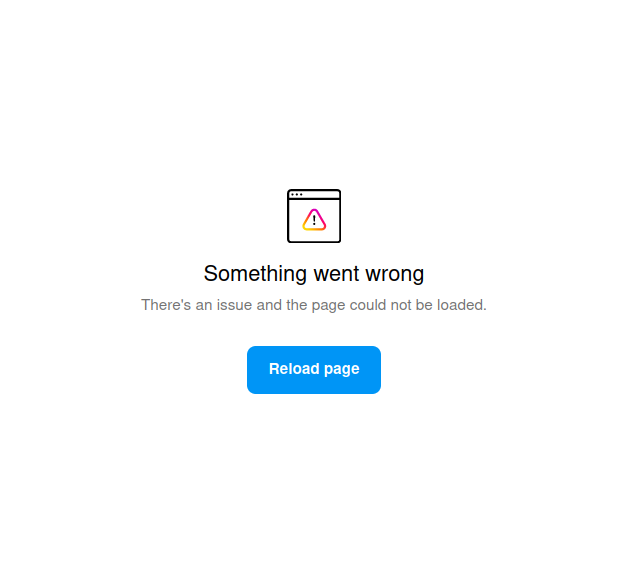 Something went wrong
There's an issue and the page could not be loaded.
Reload page